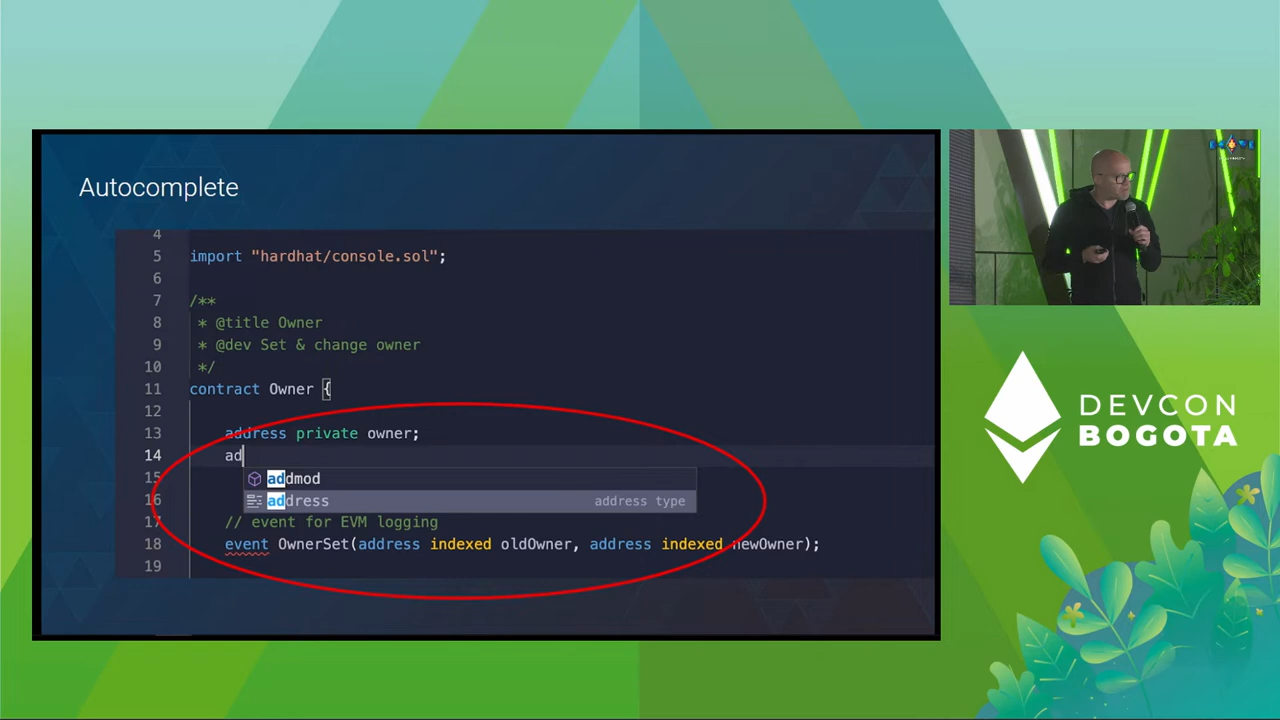 Autocomplete
4
5 import "hardhat/console.sol";
6
7 /**
8 * @title Owner
9 * @dev Set & change owner
10 */
11 contract Owner {
12
13 address private owner;
14 ad
addmod
15
address address type
16
17 // event for EVM logging
18 event OwnerSet(address indexed oldOwner, address indexed newOwner);
19
DEVCON
BOGOTA